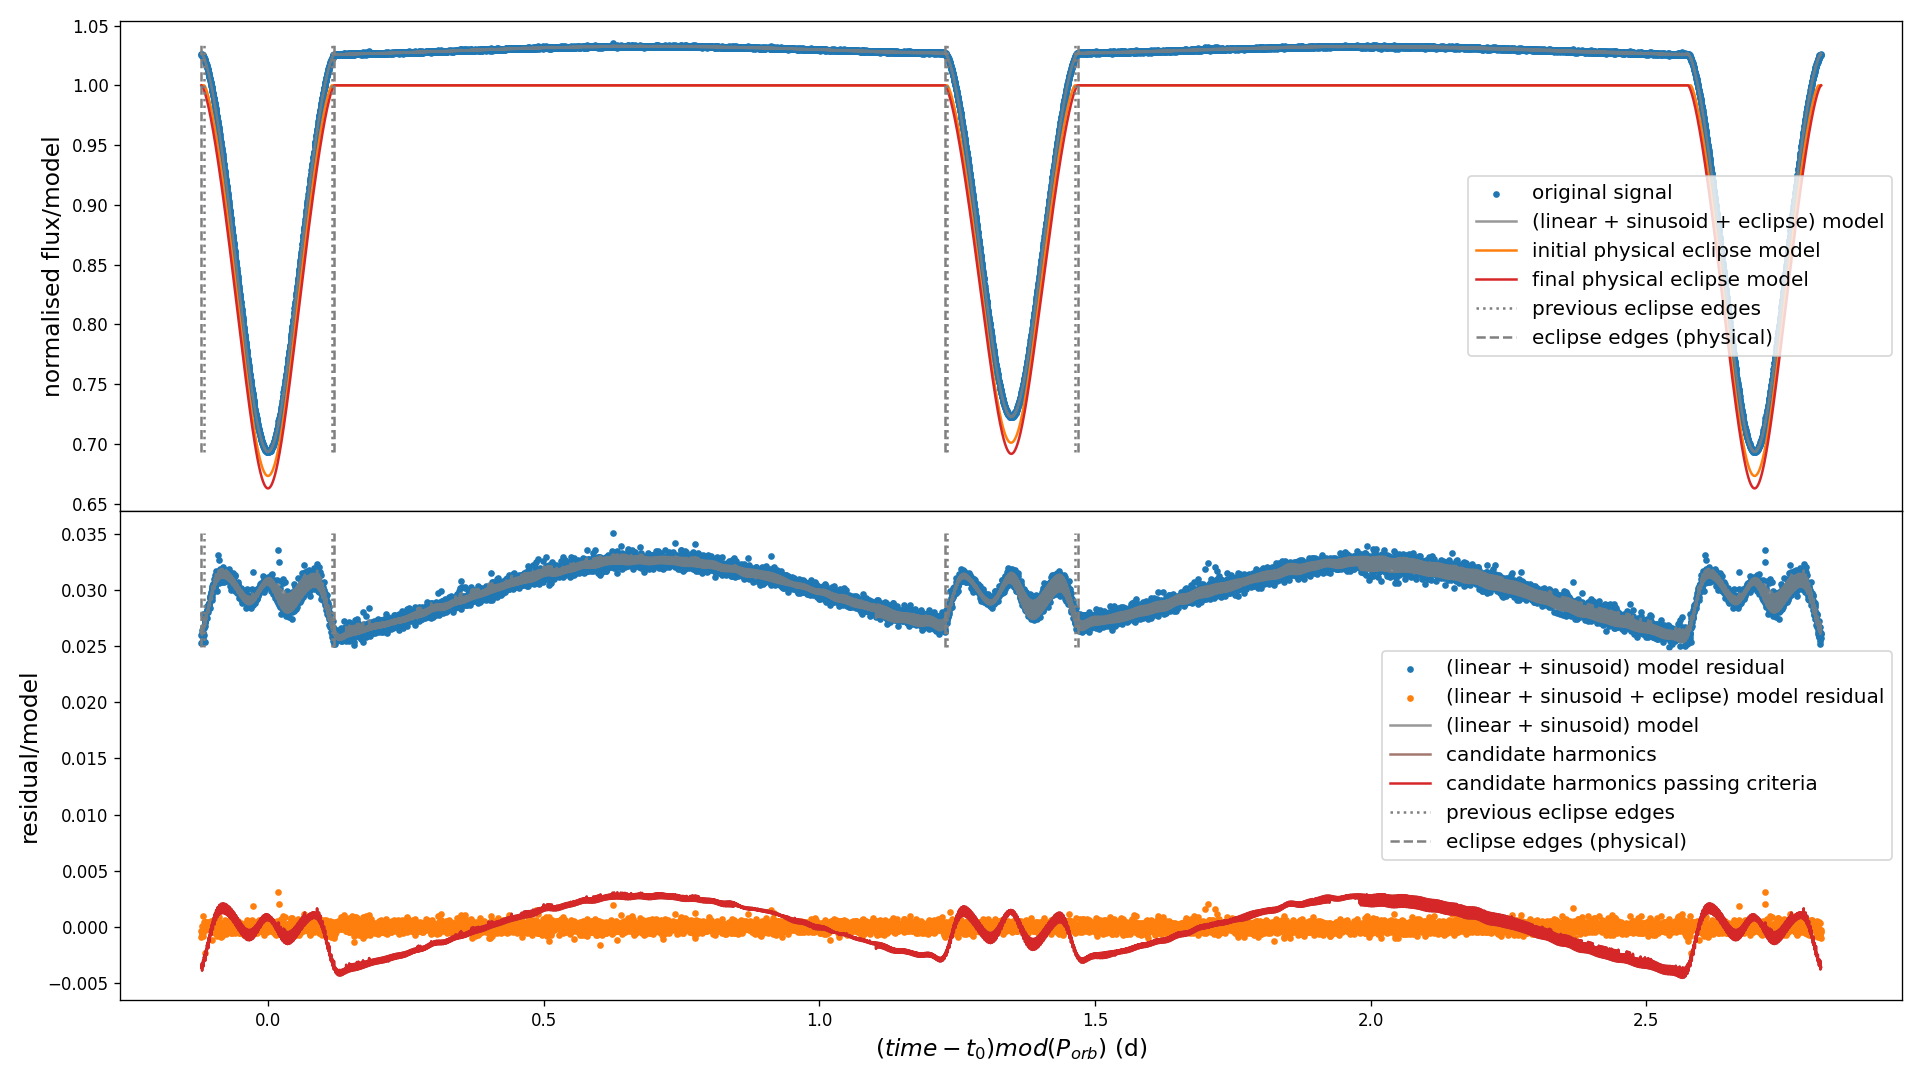 1.05
1.00
0.95
0.90
0.85
0.80
0.75
0.70
0.65
normalised flux/model
original signal
(linear + sinusoid + eclipse) model
initial physical eclipse model
final physical eclipse model
previous eclipse edges
eclipse edges (physical)
0.035
0.030
0.025
0.020
0.015
0.010
0.005
0.000
−0.005
residual/model
(linear + sinusoid) model residual
(linear + sinusoid + eclipse) model residual
(linear + sinusoid) model
candidate harmonics
candidate harmonics passing criteria
previous eclipse edges
eclipse edges (physical)
0.0 0.5 1.0 1.5 2.0 2.5
(time − t₀)mod(P_orb) (d)